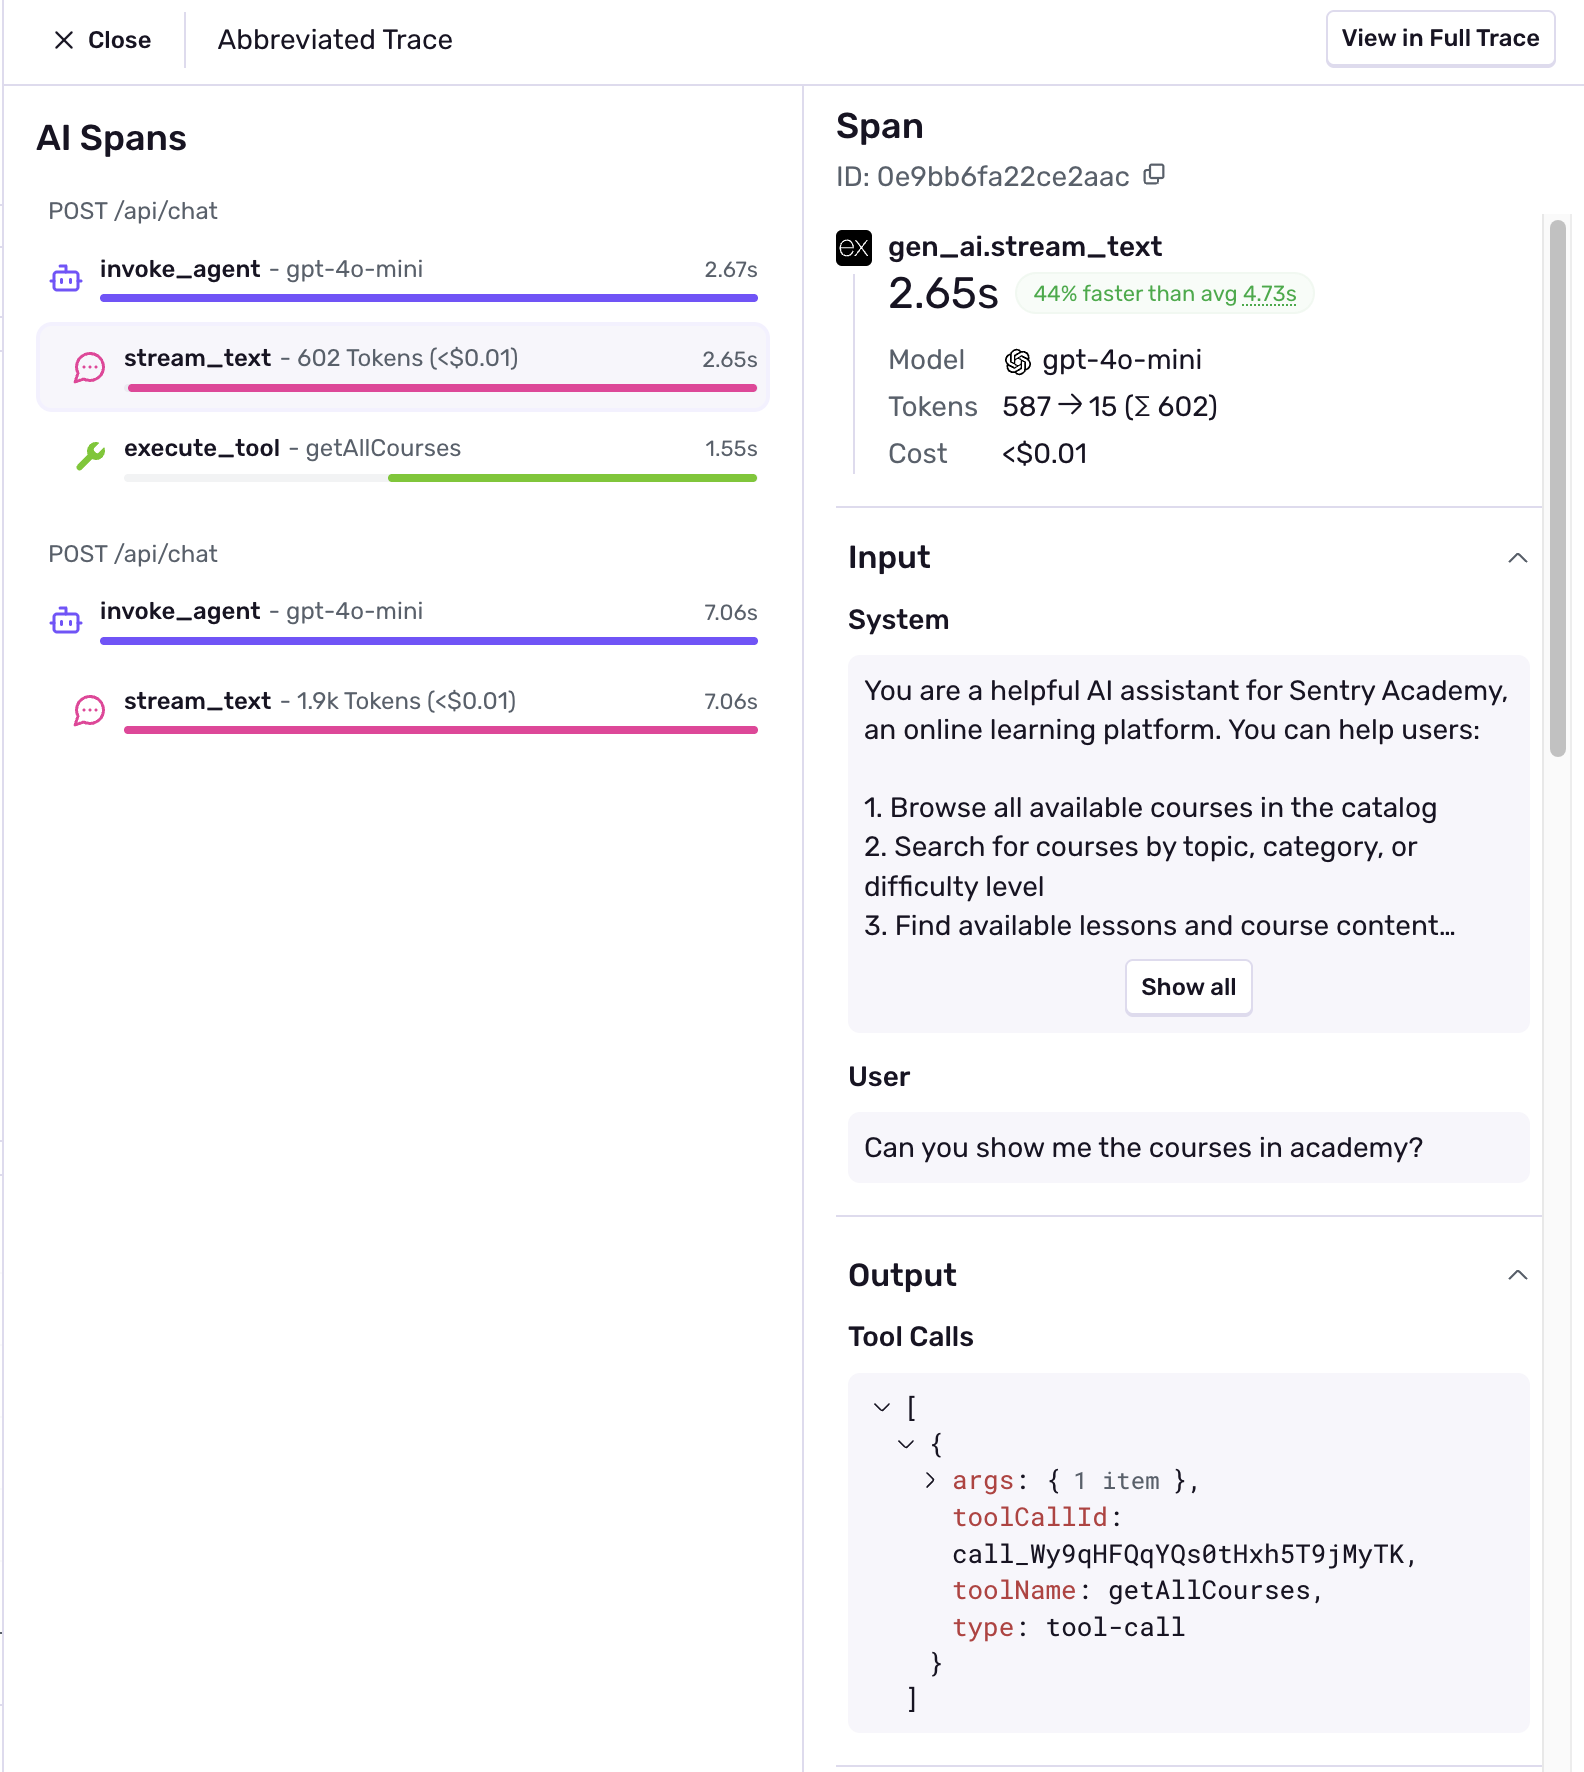 Close
Abbreviated Trace
View in Full Trace
AI Spans
POST /api/chat
invoke_agent - gpt-4o-mini
2.67s
stream_text - 602 Tokens (<$0.01)
2.65s
execute_tool - getAllCourses
1.55s
POST /api/chat
invoke_agent - gpt-4o-mini
7.06s
stream_text - 1.9k Tokens (<$0.01)
7.06s
Span
ID: 0e9bb6fa22ce2aac
ex gen_ai.stream_text
2.65s 44% faster than avg 4.73s
Model gpt-4o-mini
Tokens 587 → 15 (Σ 602)
Cost <$0.01
Input
System
You are a helpful AI assistant for Sentry Academy,
an online learning platform. You can help users:
1. Browse all available courses in the catalog
2. Search for courses by topic, category, or
difficulty level
3. Find available lessons and course content...
Show all
User
Can you show me the courses in academy?
Output
Tool Calls
[
{
args: { 1 item },
toolCallId:
call_Wy9qHFQqYQs0tHxh5T9jMyTK,
toolName: getAllCourses,
type: tool-call
}
]